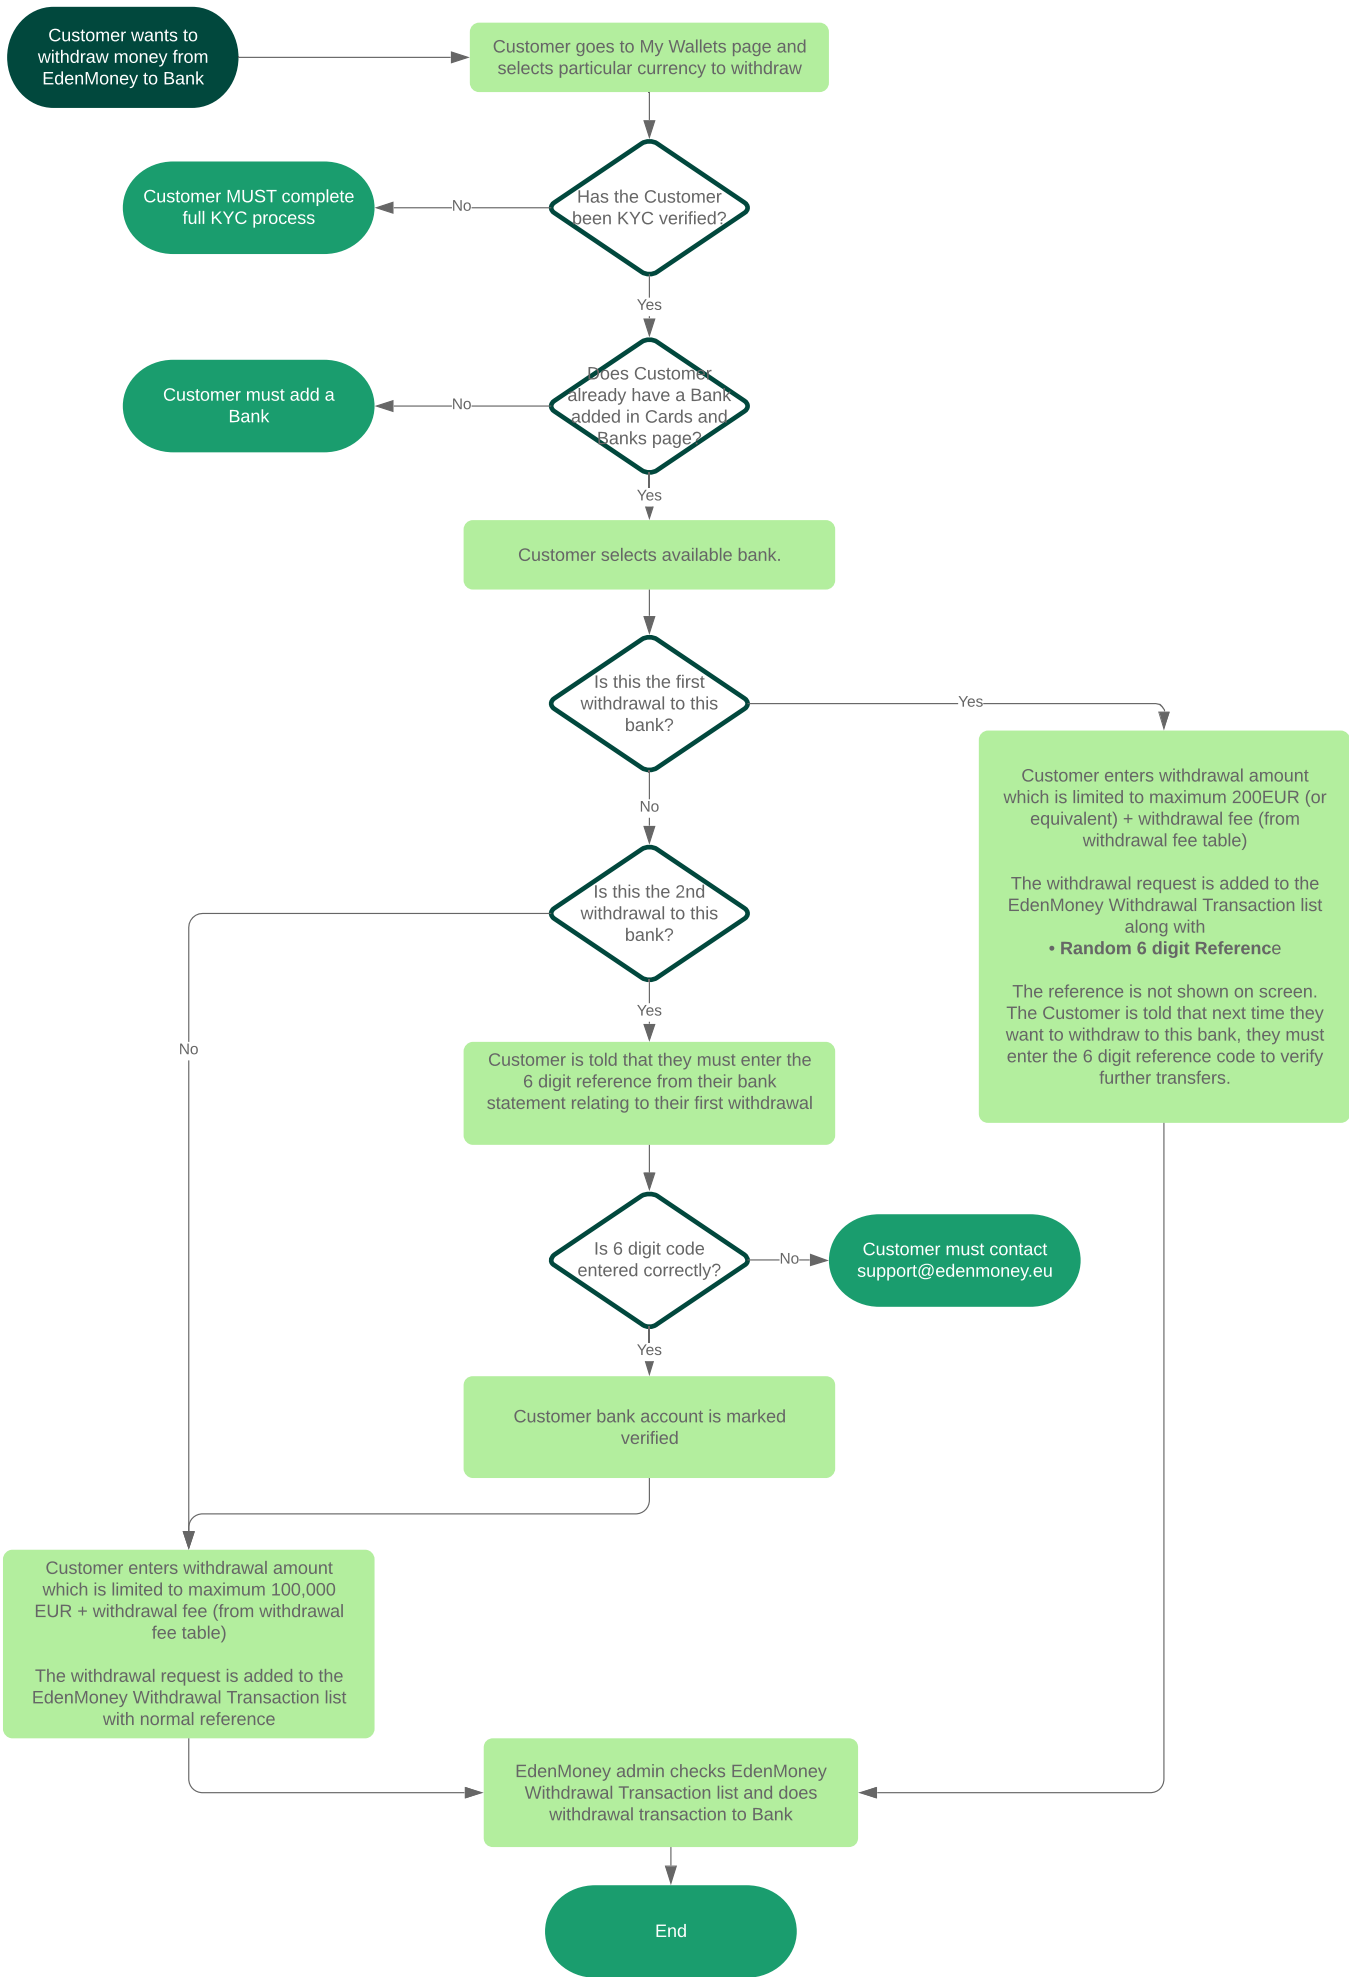 Customer wants to
withdraw money from
EdenMoney to Bank
Customer goes to My Wallets page and
selects particular currency to withdraw
Has the Customer
been KYC verified?
No
Customer MUST complete
full KYC process
Yes
Does Customer
already have a Bank
added in Cards and
Banks page?
No
Customer must add a
Bank
Yes
Customer selects available bank.
Is this the first
withdrawal to this
bank?
Yes
Customer enters withdrawal amount
which is limited to maximum 200EUR (or
equivalent) + withdrawal fee (from
withdrawal fee table)
The withdrawal request is added to the
EdenMoney Withdrawal Transaction list
along with
• Random 6 digit Reference
The reference is not shown on screen.
The Customer is told that next time they
want to withdraw to this bank, they must
enter the 6 digit reference code to verify
further transfers.
No
Is this the 2nd
withdrawal to this
bank?
No
Yes
Customer is told that they must enter the
6 digit reference from their bank
statement relating to their first withdrawal
Is 6 digit code
entered correctly?
No
Customer must contact
support@edenmoney.eu
Yes
Customer bank account is marked
verified
Customer enters withdrawal amount
which is limited to maximum 100,000
EUR + withdrawal fee (from withdrawal
fee table)
The withdrawal request is added to the
EdenMoney Withdrawal Transaction list
with normal reference
EdenMoney admin checks EdenMoney
Withdrawal Transaction list and does
withdrawal transaction to Bank
End